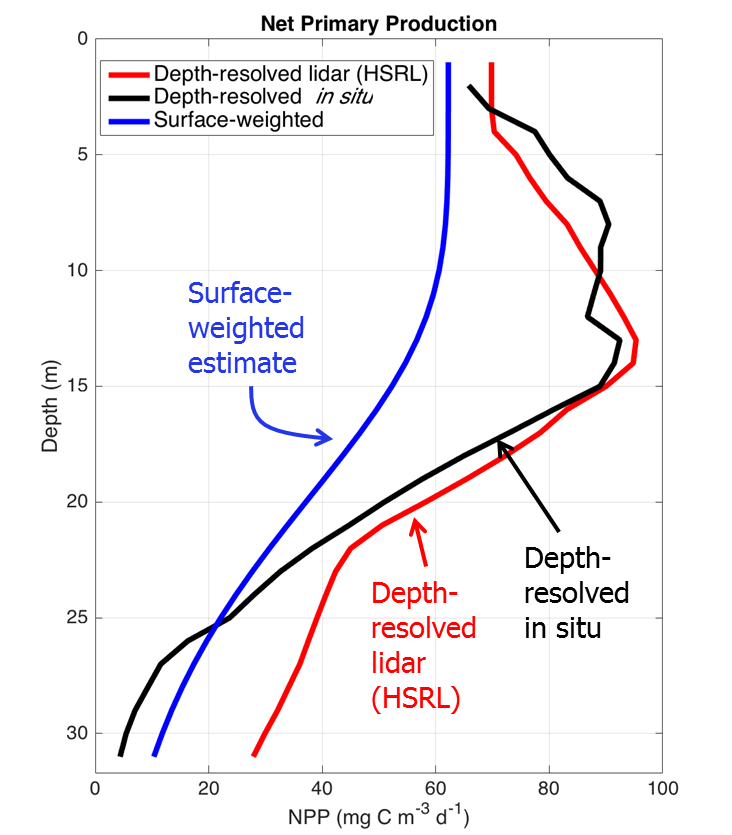 Net Primary Production
0
Depth-resolved lidar (HSRL)
Depth-resolved in situ
Surface-weighted
5
10
15
20
25
30
Depth (m)
Surface-
weighted
estimate
Depth-
resolved
in situ
Depth-
resolved
lidar
(HSRL)
0 20 40 60 80 100
NPP (mg C m⁻³ d⁻¹)